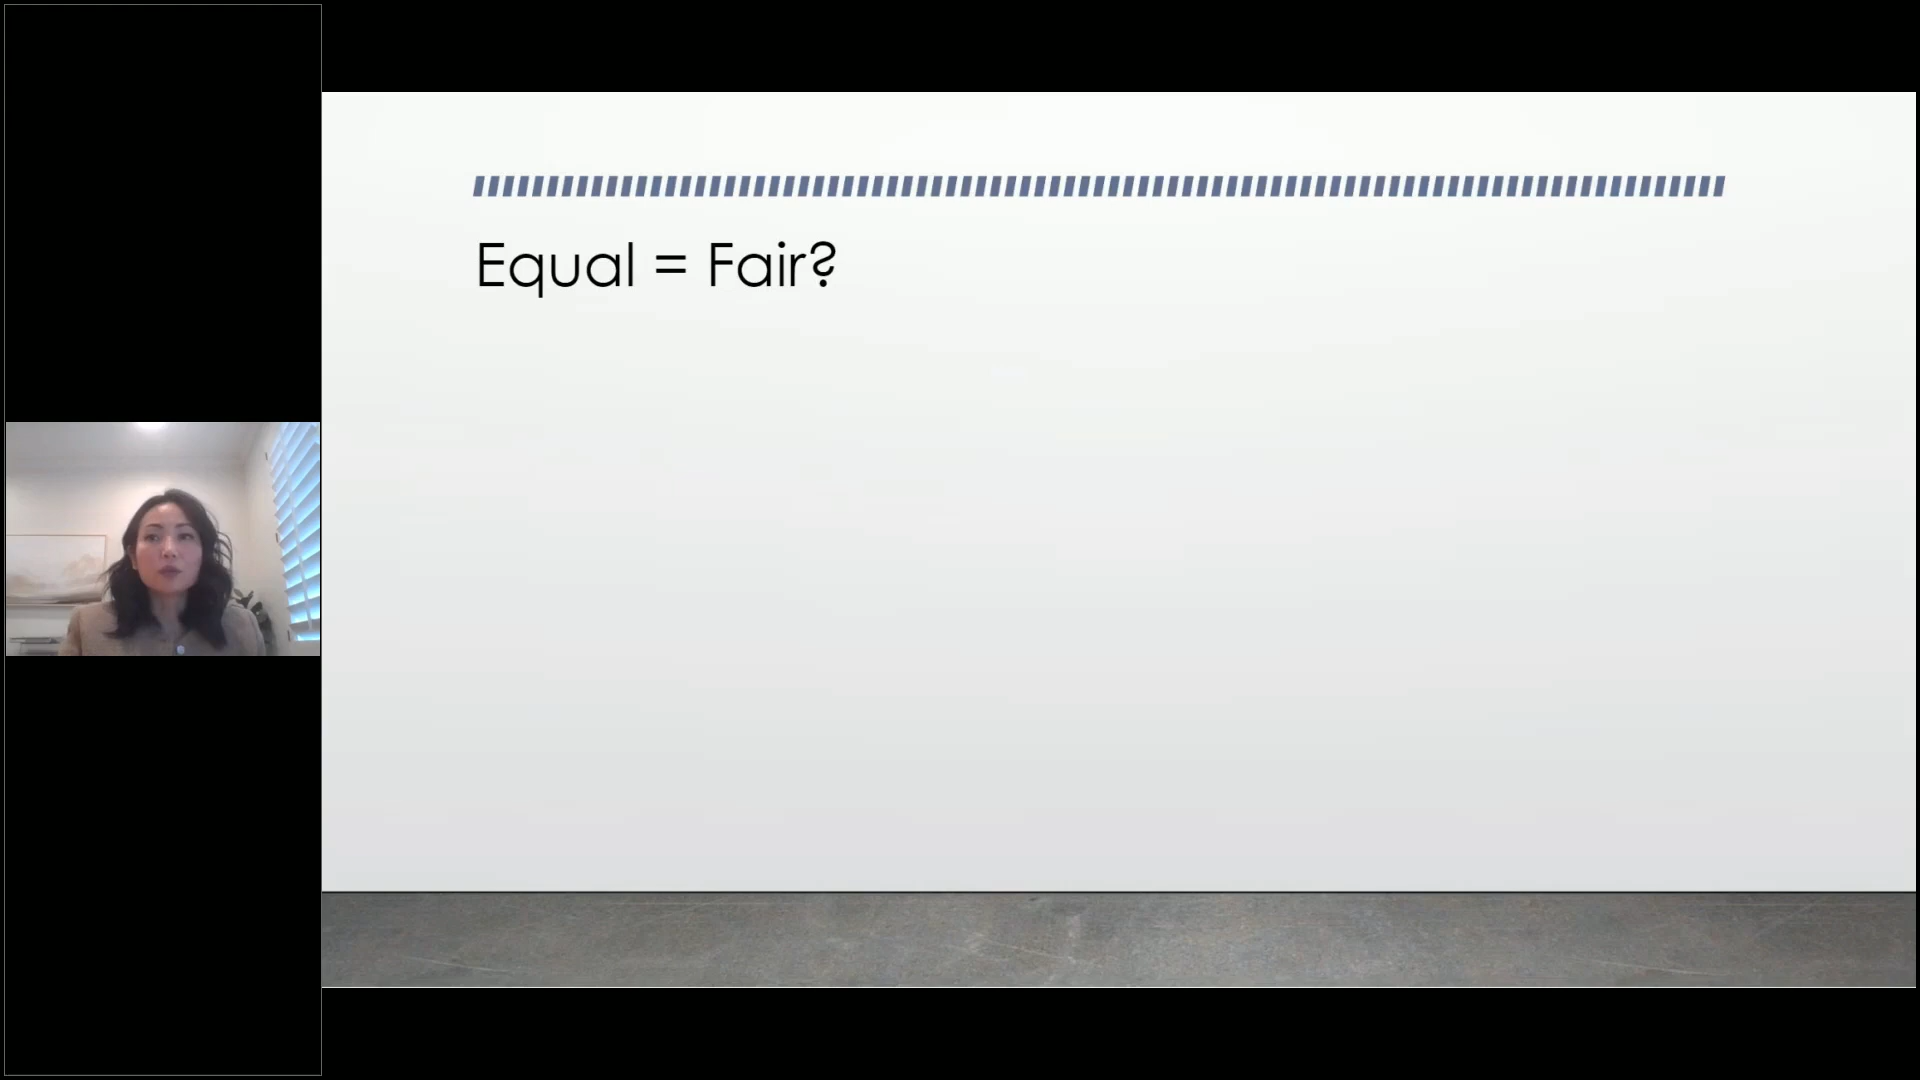 Equal = Fair?